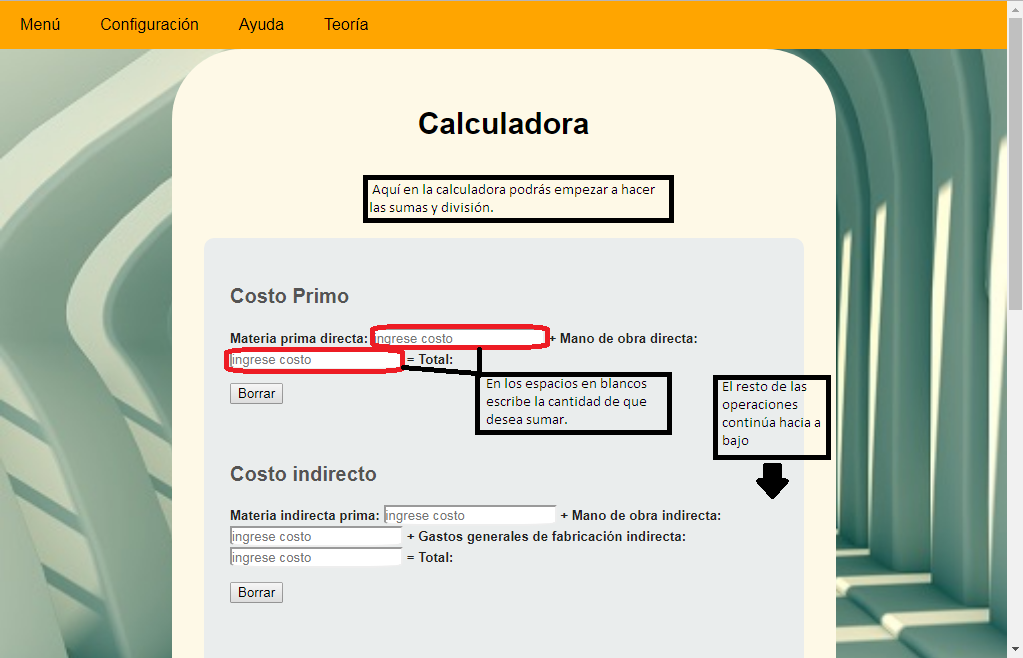 Menú Configuración Ayuda Teoría
Calculadora
Aquí en la calculadora podrás empezar a hacer
las sumas y división.
Costo Primo
Materia prima directa: ingrese costo + Mano de obra directa:
ingrese costo = Total:
Borrar
En los espacios en blancos
escribe la cantidad de que
desea sumar.
El resto de las
operaciones
continúa hacia a
bajo
Costo indirecto
Materia indirecta prima: ingrese costo + Mano de obra indirecta:
ingrese costo + Gastos generales de fabricación indirecta:
ingrese costo = Total:
Borrar